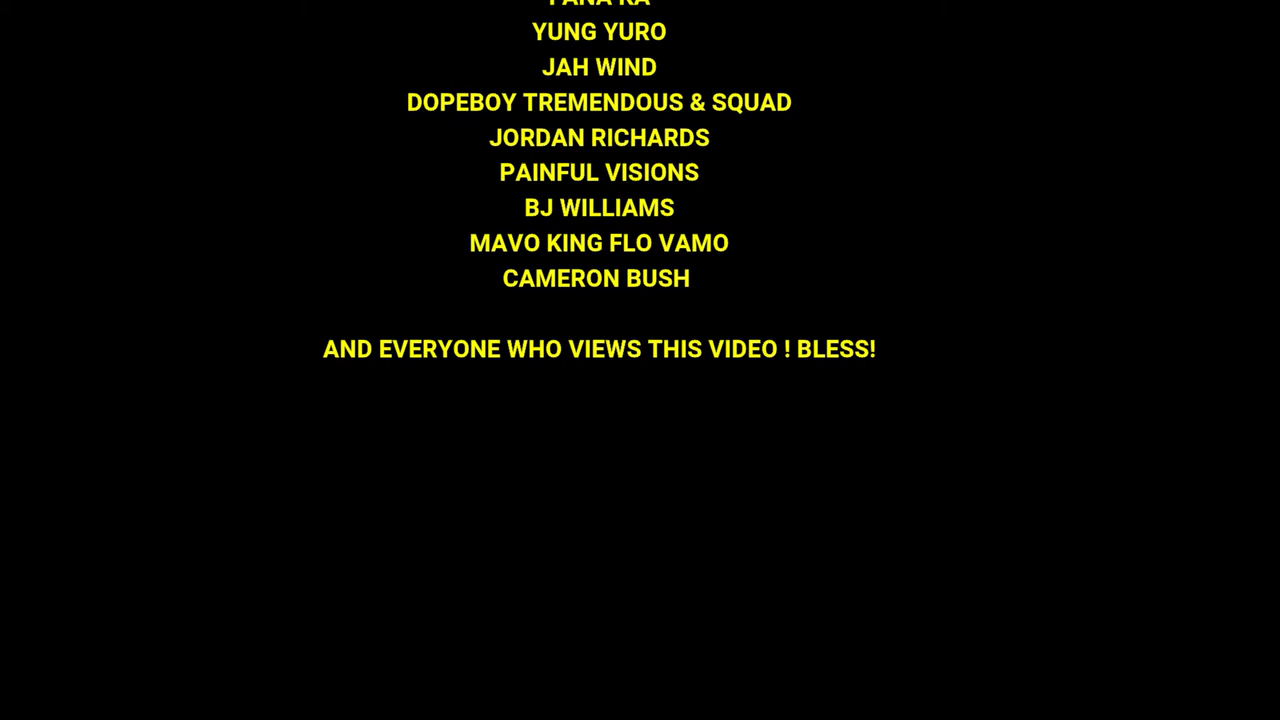 YUNG YURO
JAH WIND
DOPEBOY TREMENDOUS & SQUAD
JORDAN RICHARDS
PAINFUL VISIONS
BJ WILLIAMS
MAVO KING FLO VAMO
CAMERON BUSH
AND EVERYONE WHO VIEWS THIS VIDEO ! BLESS!